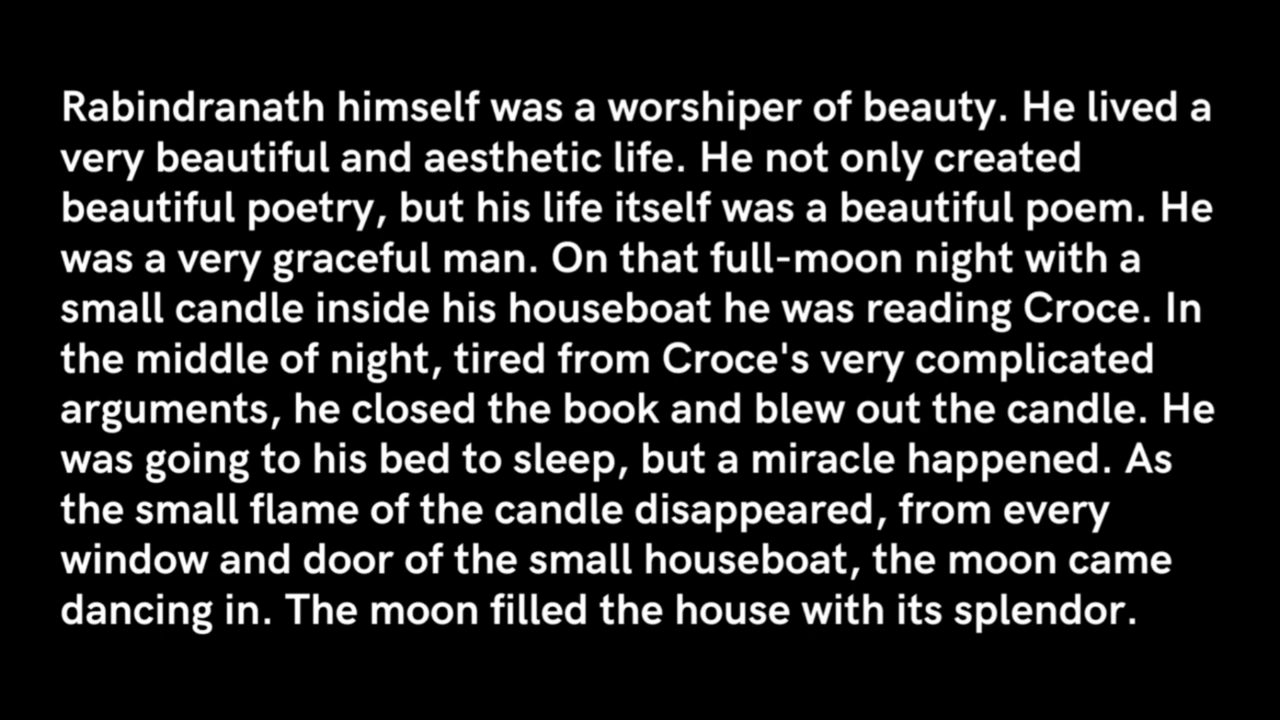 Rabindranath himself was a worshiper of beauty. He lived a
very beautiful and aesthetic life. He not only created
beautiful poetry, but his life itself was a beautiful poem. He
was a very graceful man. On that full-moon night with a
small candle inside his houseboat he was reading Croce. In
the middle of night, tired from Croce's very complicated
arguments, he closed the book and blew out the candle. He
was going to his bed to sleep, but a miracle happened. As
the small flame of the candle disappeared, from every
window and door of the small houseboat, the moon came
dancing in. The moon filled the house with its splendor.